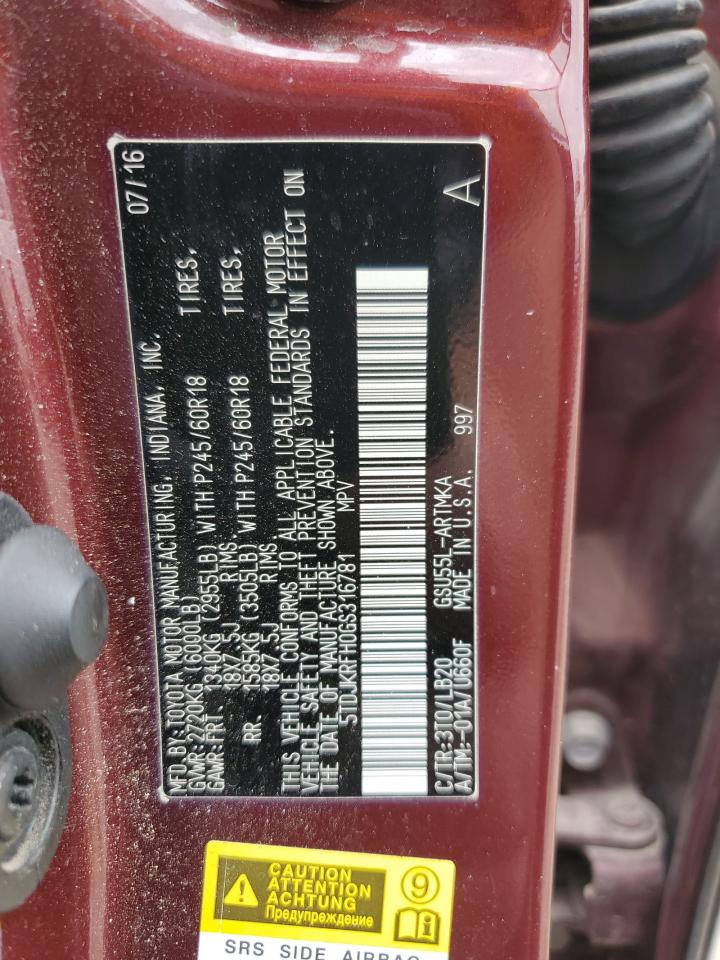 MFD.BY:TOYOTA MOTOR MANUFACTURING, INDIANA, INC. 07/16
GVWR:2720KG (6000LB)
GAWR:FRT. 1340KG (2955LB) WITH P245/60R18 TIRES.
18X7.5J RIMS.
RR. 1585KG (3505LB) WITH P245/60R18 TIRES.
18X7.5J RIMS.
THIS VEHICLE CONFORMS TO ALL APPLICABLE FEDERAL MOTOR
VEHICLE SAFETY AND THEFT PREVENTION STANDARDS IN EFFECT ON
THE DATE OF MANUFACTURE SHOWN ABOVE.
5TDJKRFH0GS316781 MPV
C/TR:3T0/LB20 GSU55L-ARTMKA
A/TM:-01A/U660F MADE IN U.S.A. 997 A
CAUTION
ATTENTION
ACHTUNG
Предупреждение
9
SRS SIDE AIRBAG